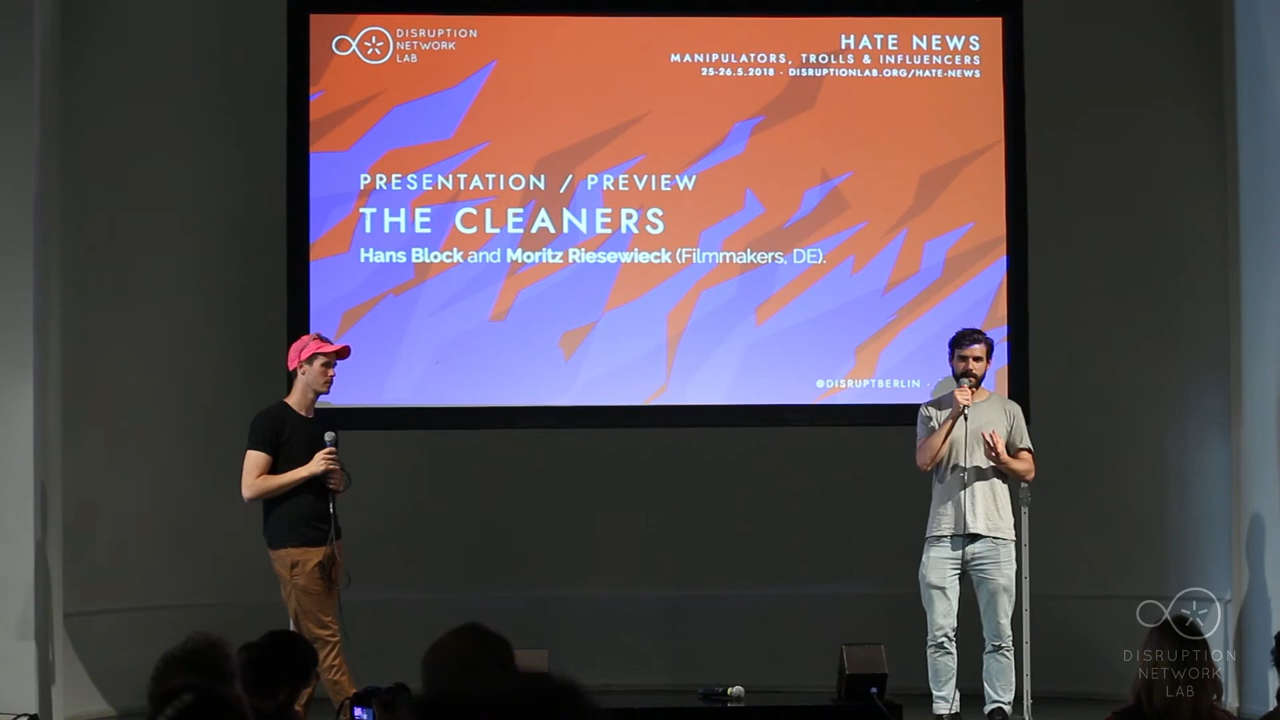 DISRUPTION
NETWORK
LAB
HATE NEWS
MANIPULATORS, TROLLS & INFLUENCERS
25-26.5.2018 · DISRUPTIONLAB.ORG/HATE-NEWS
PRESENTATION / PREVIEW
THE CLEANERS
Hans Block and Moritz Riesewieck (Filmmakers, DE).
@DISRUPTBERLIN ·
DISRUPTION
NETWORK
LAB